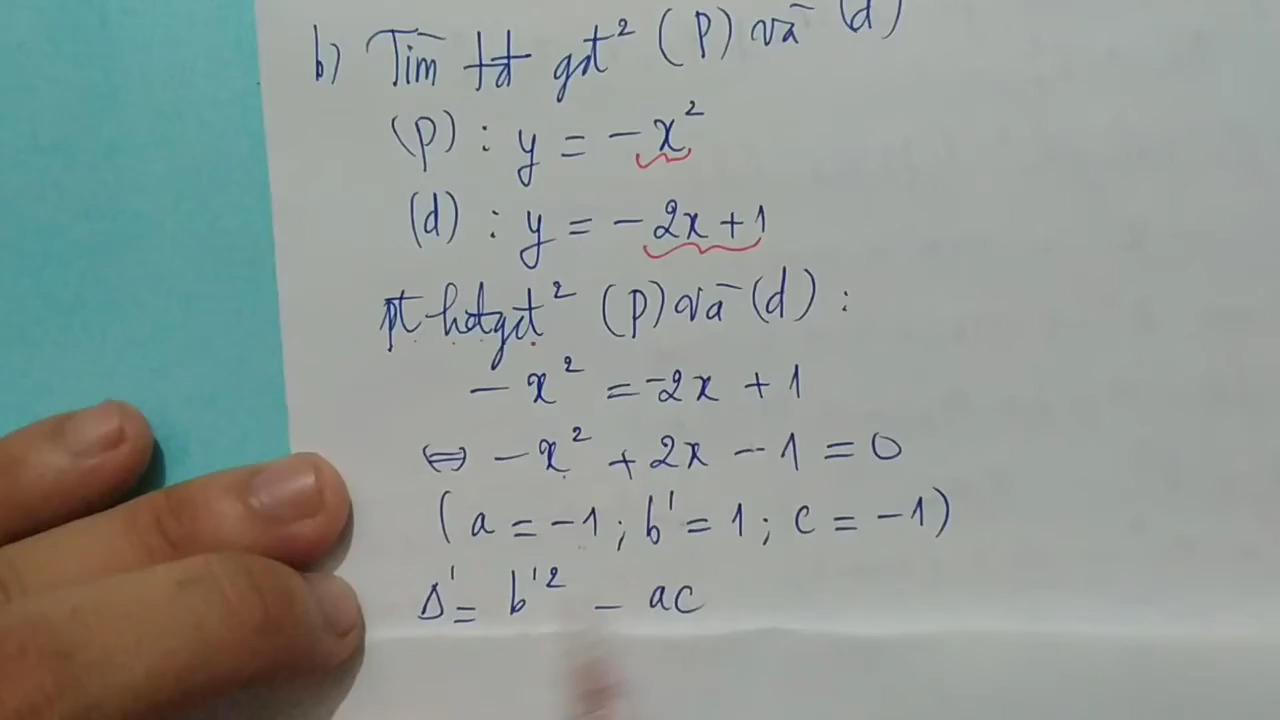 b) Tìm tđ gđ² (P) và (d)
(P) : y = -x²
(d) : y = -2x + 1
pt hđgđ² (P) và (d) :
-x² = -2x + 1
⇔ -x² + 2x - 1 = 0
(a = -1 ; b' = 1 ; c = -1)
Δ' = b'² - ac